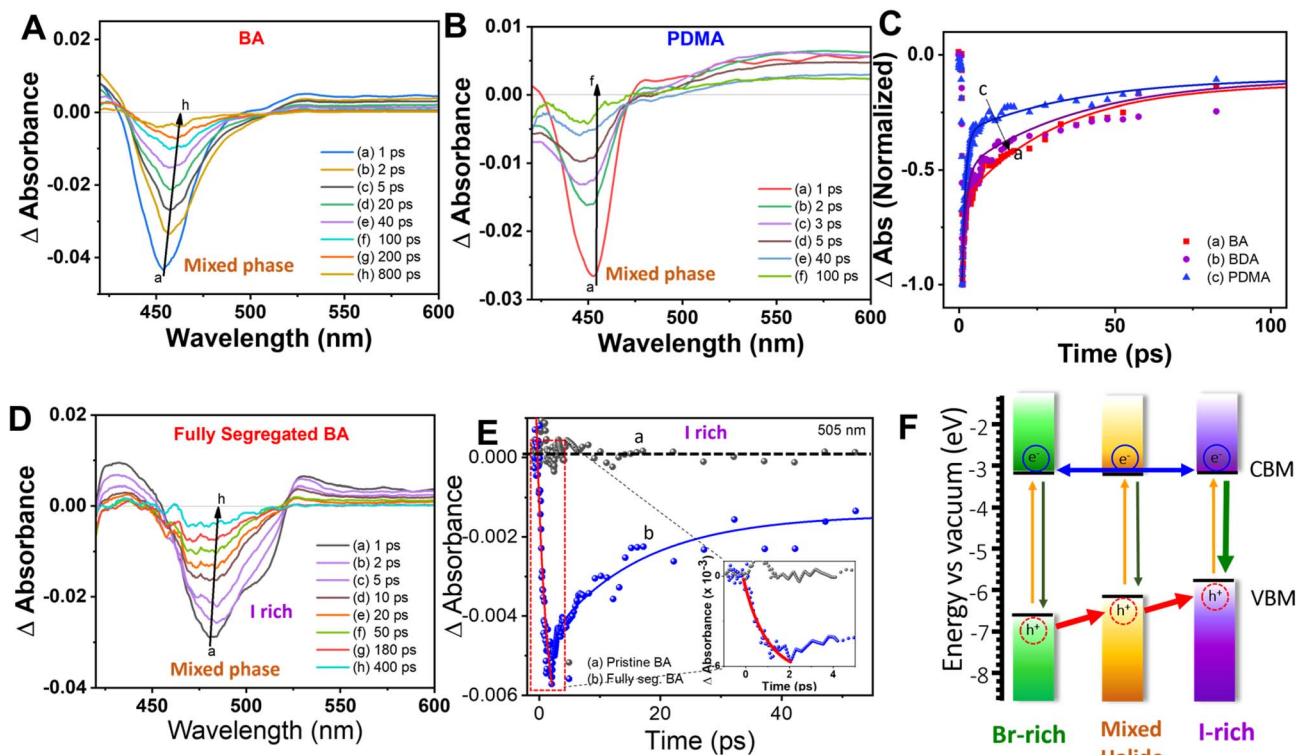 A
BA
0.02
0.00
-0.02
-0.04
Δ Absorbance
h
a
Mixed phase
(a) 1 ps
(b) 2 ps
(c) 5 ps
(d) 20 ps
(e) 40 ps
(f) 100 ps
(g) 200 ps
(h) 800 ps
450 500 550 600
Wavelength (nm)
B
PDMA
0.01
0.00
-0.01
-0.02
-0.03
Δ Absorbance
f
a
Mixed phase
(a) 1 ps
(b) 2 ps
(c) 3 ps
(d) 5 ps
(e) 40 ps
(f) 100 ps
450 500 550 600
Wavelength (nm)
C
0.0
-0.5
-1.0
Δ Abs (Normalized)
c
a
(a) BA
(b) BDA
(c) PDMA
0 50 100
Time (ps)
D
Fully Segregated BA
0.02
0.00
-0.02
-0.04
Δ Absorbance
h
I rich
a
Mixed phase
(a) 1 ps
(b) 2 ps
(c) 5 ps
(d) 10 ps
(e) 20 ps
(f) 50 ps
(g) 180 ps
(h) 400 ps
450 500 550 600
Wavelength (nm)
E
a
I rich
505 nm
0.000
-0.002
-0.004
-0.006
Δ Absorbance
b
(a) Pristine BA
(b) Fully seg. BA
Δ Absorbance (x 10⁻³)
0
-6
0 2 4
Time (ps)
0 20 40
Time (ps)
F
Energy vs vacuum (eV)
-2
-3
-4
-5
-6
-7
-8
e⁻ e⁻ e⁻
CBM
VBM
h⁺ h⁺ h⁺
Br-rich
Mixed
I-rich